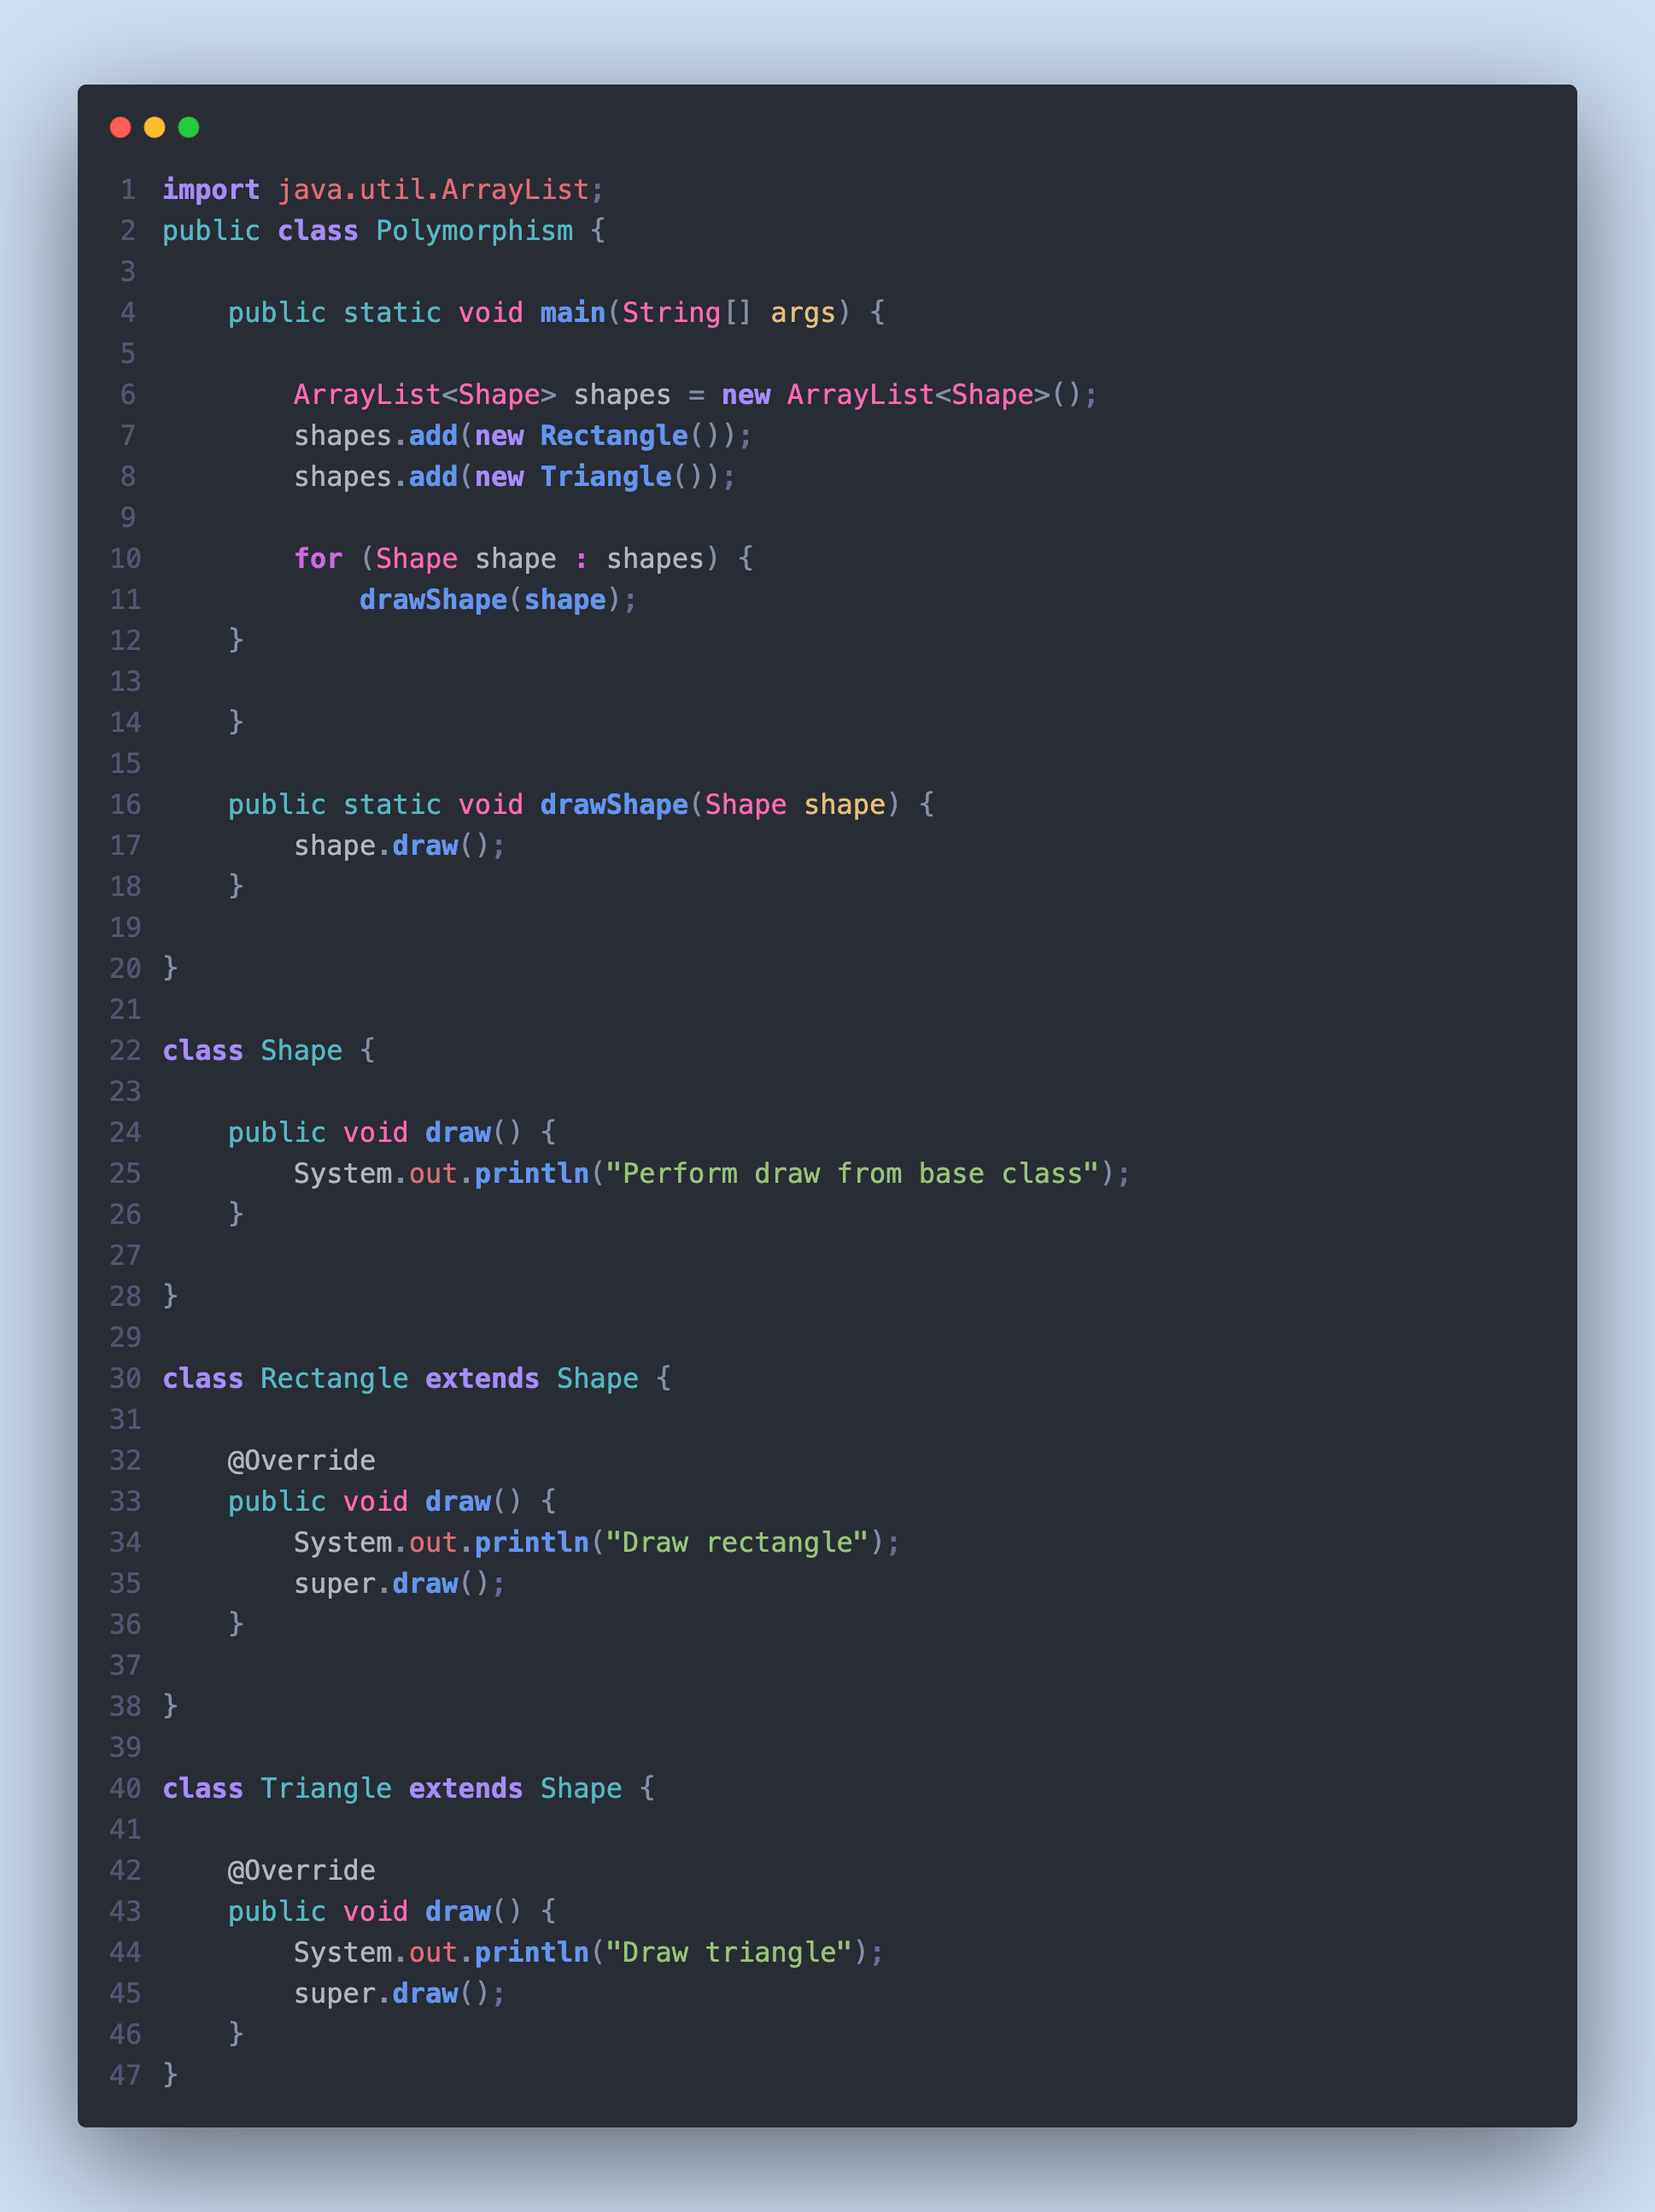 1 import java.util.ArrayList;
2 public class Polymorphism {
3
4     public static void main(String[] args) {
5
6         ArrayList<Shape> shapes = new ArrayList<Shape>();
7         shapes.add(new Rectangle());
8         shapes.add(new Triangle());
9
10         for (Shape shape : shapes) {
11             drawShape(shape);
12     }
13
14     }
15
16     public static void drawShape(Shape shape) {
17         shape.draw();
18     }
19
20 }
21
22 class Shape {
23
24     public void draw() {
25         System.out.println("Perform draw from base class");
26     }
27
28 }
29
30 class Rectangle extends Shape {
31
32     @Override
33     public void draw() {
34         System.out.println("Draw rectangle");
35         super.draw();
36     }
37
38 }
39
40 class Triangle extends Shape {
41
42     @Override
43     public void draw() {
44         System.out.println("Draw triangle");
45         super.draw();
46     }
47 }